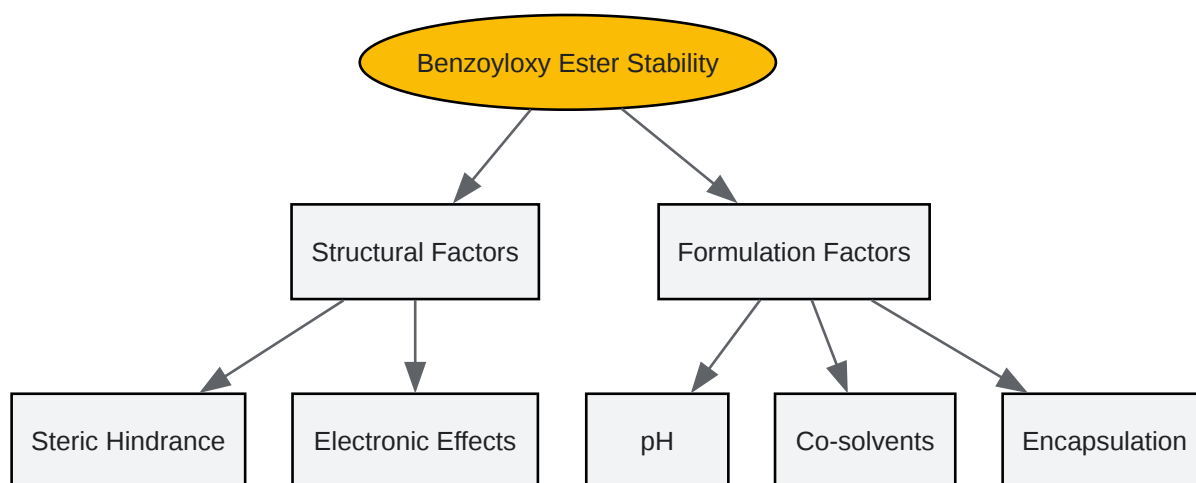 Benzoyloxy Ester Stability
Structural Factors
Formulation Factors
Steric Hindrance
Electronic Effects
pH
Co-solvents
Encapsulation